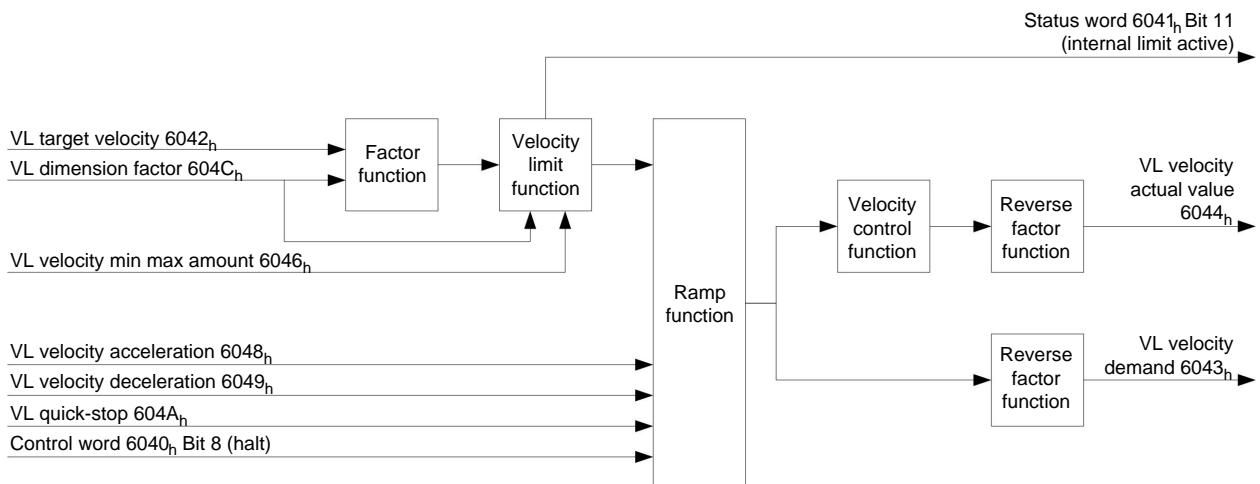 Status word 6041h Bit 11
(internal limit active)
VL target velocity 6042h
VL dimension factor 604Ch
Factor
function
Velocity
limit
function
VL velocity min max amount 6046h
Ramp
function
Velocity
control
function
Reverse
factor
function
VL velocity
actual value
6044h
VL velocity acceleration 6048h
VL velocity deceleration 6049h
VL quick-stop 604Ah
Control word 6040h Bit 8 (halt)
Reverse
factor
function
VL velocity
demand 6043h